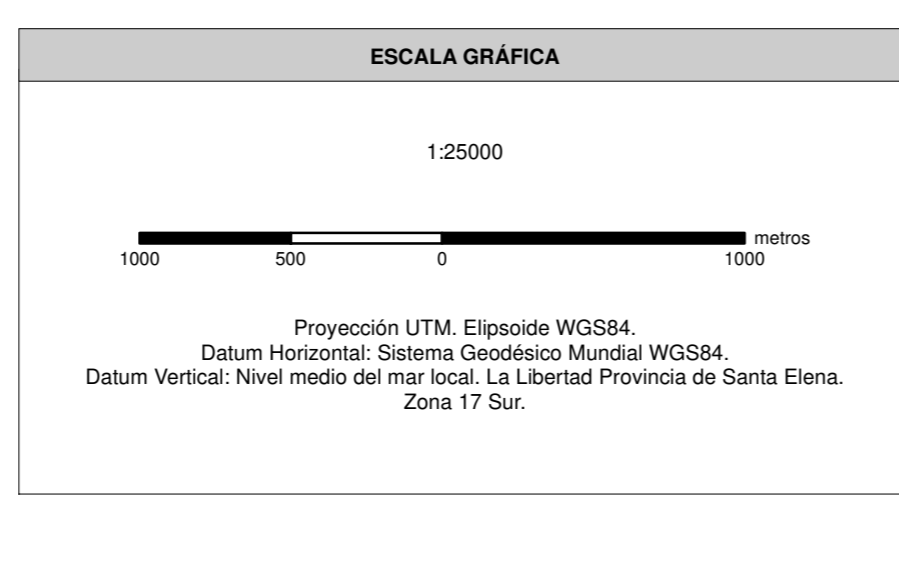 ESCALA GRÁFICA
1:25000
metros
1000 500 0 1000
Proyección UTM. Elipsoide WGS84.
Datum Horizontal: Sistema Geodésico Mundial WGS84.
Datum Vertical: Nivel medio del mar local. La Libertad Provincia de Santa Elena.
Zona 17 Sur.